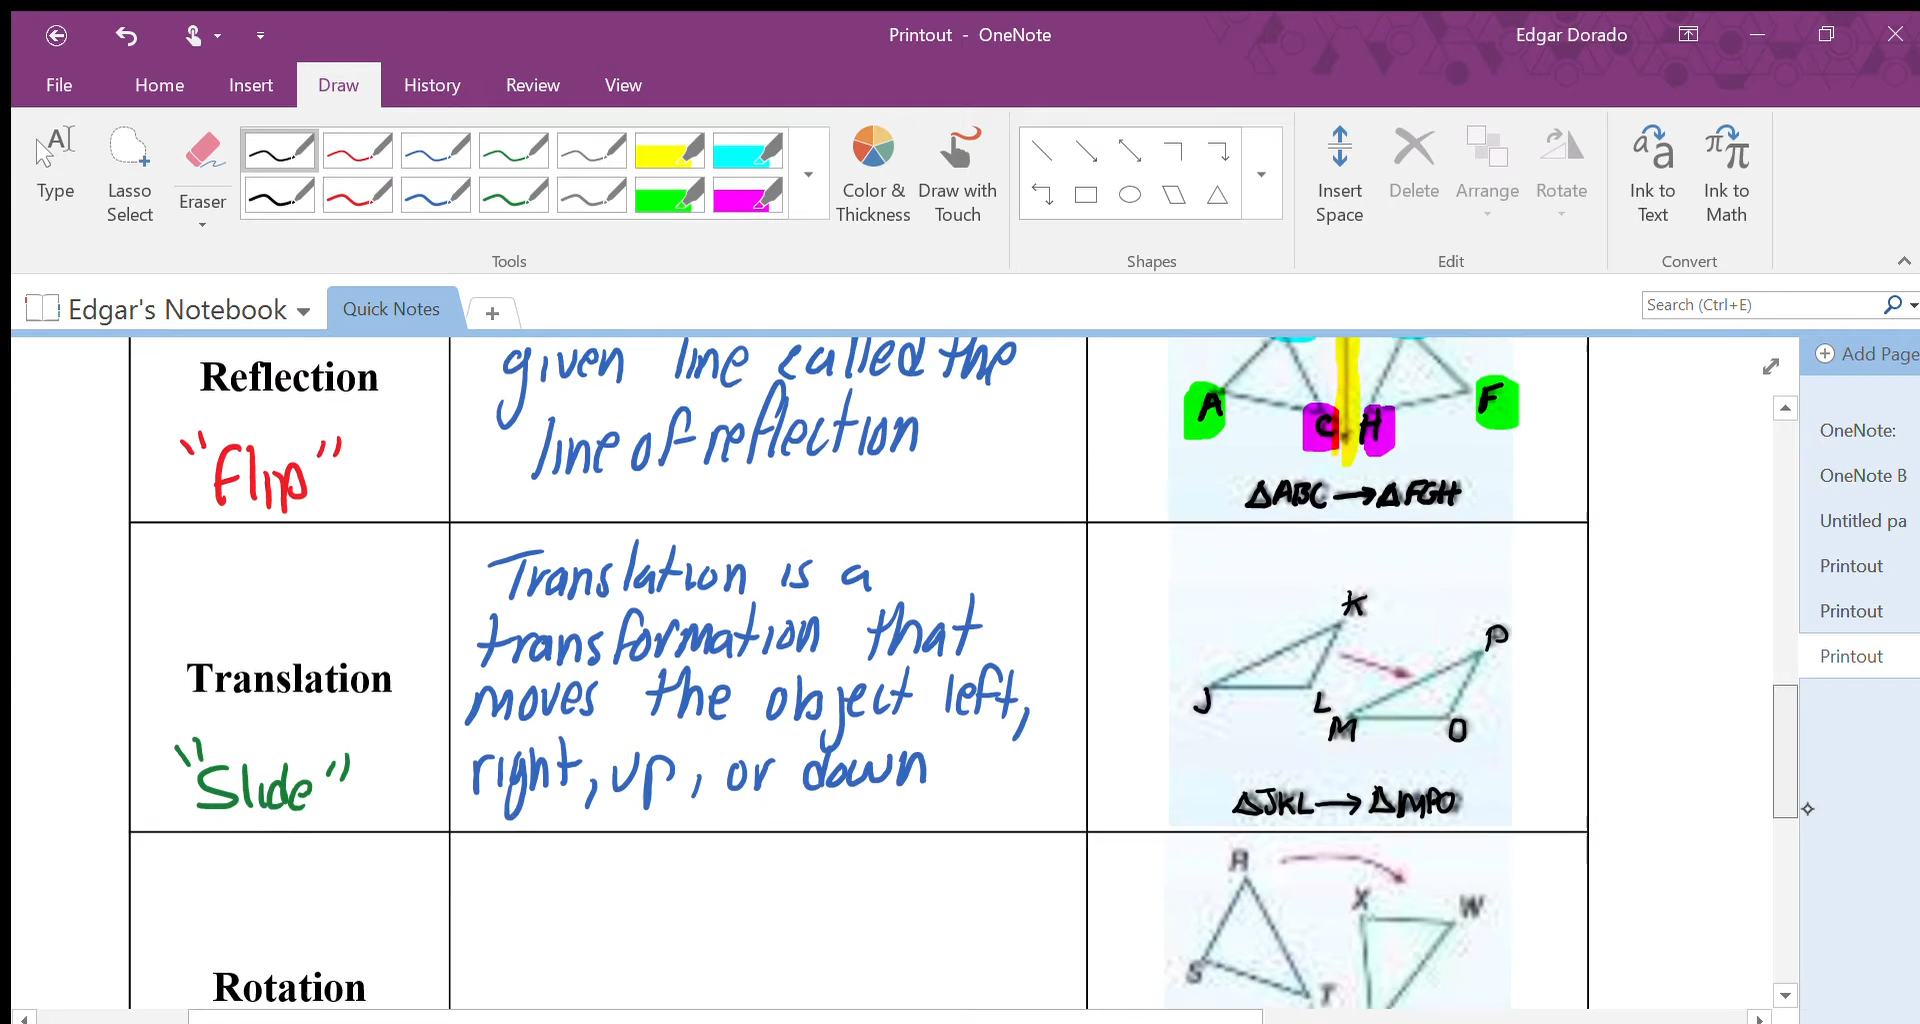 Printout - OneNote
Edgar Dorado
File Home Insert Draw History Review View
Type
Lasso Select
Eraser
Color & Thickness
Draw with Touch
Insert Space
Delete
Arrange
Rotate
Ink to Text
Ink to Math
Tools
Shapes
Edit
Convert
Edgar's Notebook
Quick Notes
Search (Ctrl+E)
Add Page
OneNote:
OneNote B
Untitled pa
Printout
Printout
Printout
Reflection
"Flip"
given line called the
line of reflection
A
C
H
F
ΔABC→ΔFGH
Translation
"Slide"
Translation is a
transformation that
moves the object left,
right, up, or down
K
P
J
L
M
O
ΔJKL→ΔMPO
Rotation
R
X
W
S
T